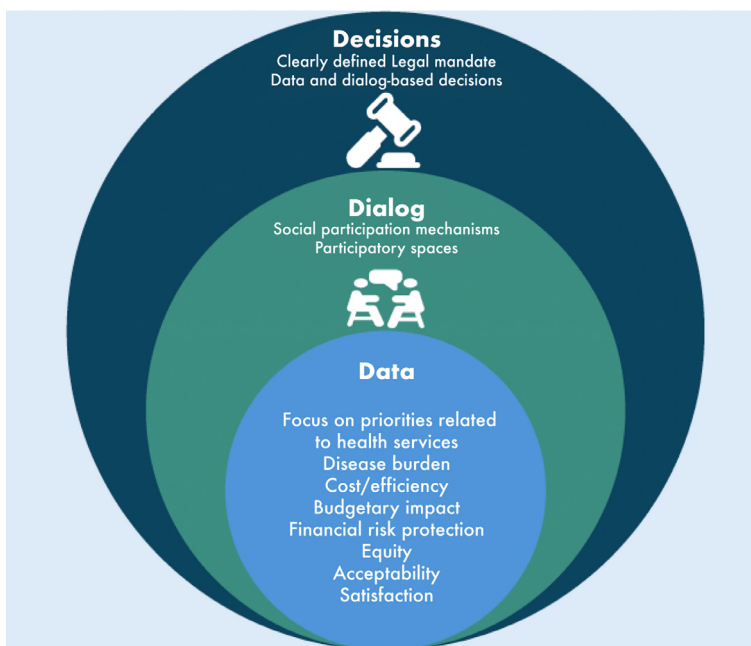 Decisions
Clearly defined Legal mandate
Data and dialog-based decisions
Dialog
Social participation mechanisms
Participatory spaces
Data
Focus on priorities related
to health services
Disease burden
Cost/efficiency
Budgetary impact
Financial risk protection
Equity
Acceptability
Satisfaction